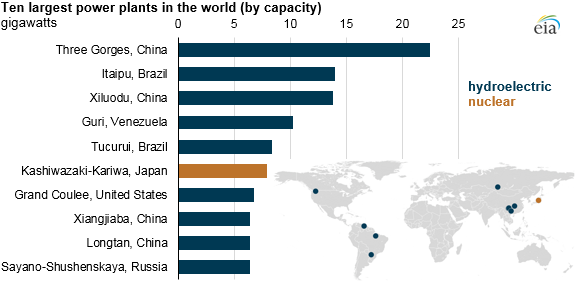 Ten largest power plants in the world (by capacity)
gigawatts
0 5 10 15 20 25
eia
Three Gorges, China
Itaipu, Brazil
Xiluodu, China
hydroelectric
nuclear
Guri, Venezuela
Tucurui, Brazil
Kashiwazaki-Kariwa, Japan
Grand Coulee, United States
Xiangjiaba, China
Longtan, China
Sayano-Shushenskaya, Russia